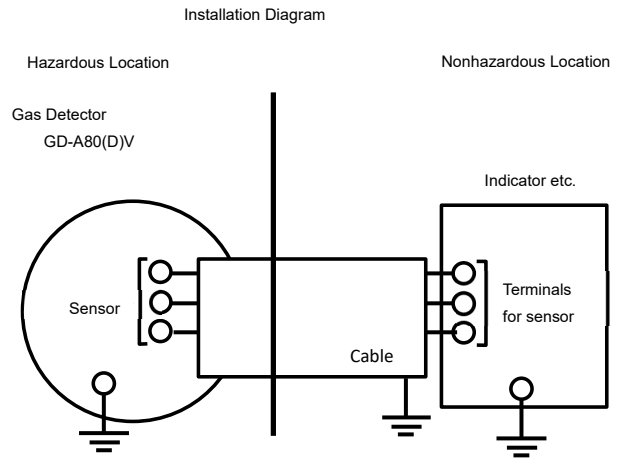 Installation Diagram
Hazardous Location
Nonhazardous Location
Gas Detector
GD-A80(D)V
Indicator etc.
Sensor
Terminals
for sensor
Cable